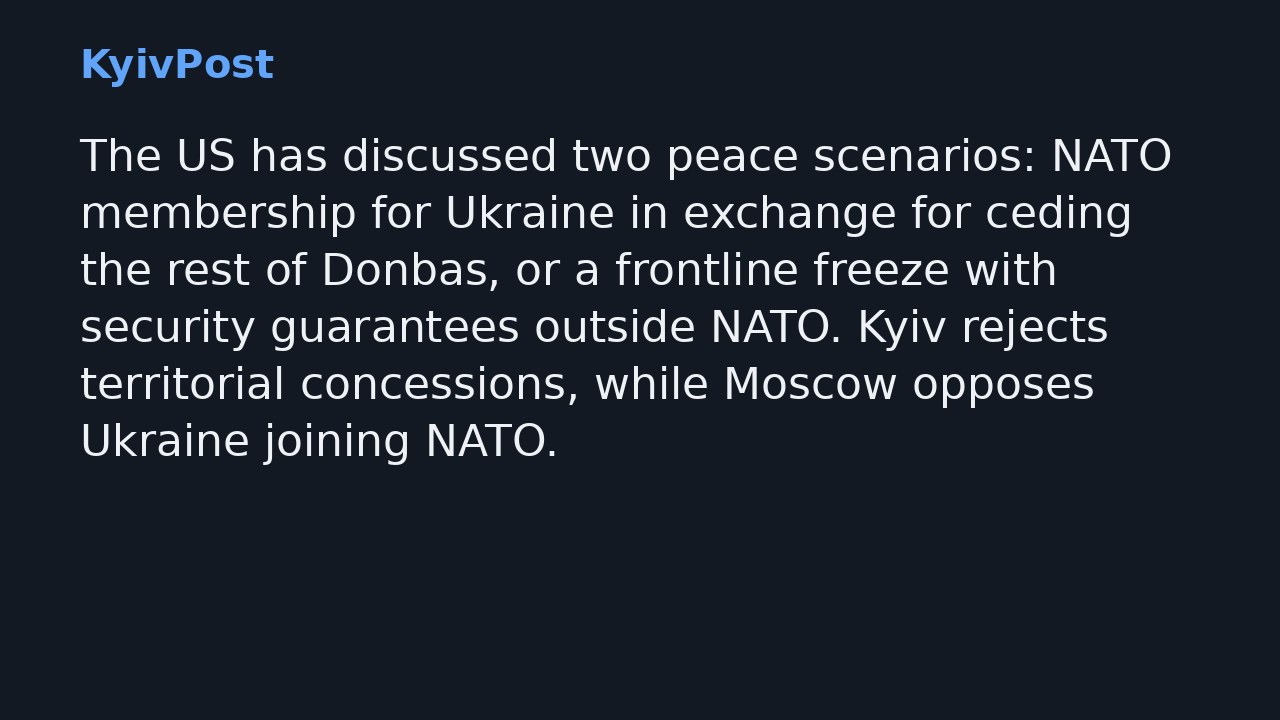 KyivPost
The US has discussed two peace scenarios: NATO
membership for Ukraine in exchange for ceding
the rest of Donbas, or a frontline freeze with
security guarantees outside NATO. Kyiv rejects
territorial concessions, while Moscow opposes
Ukraine joining NATO.